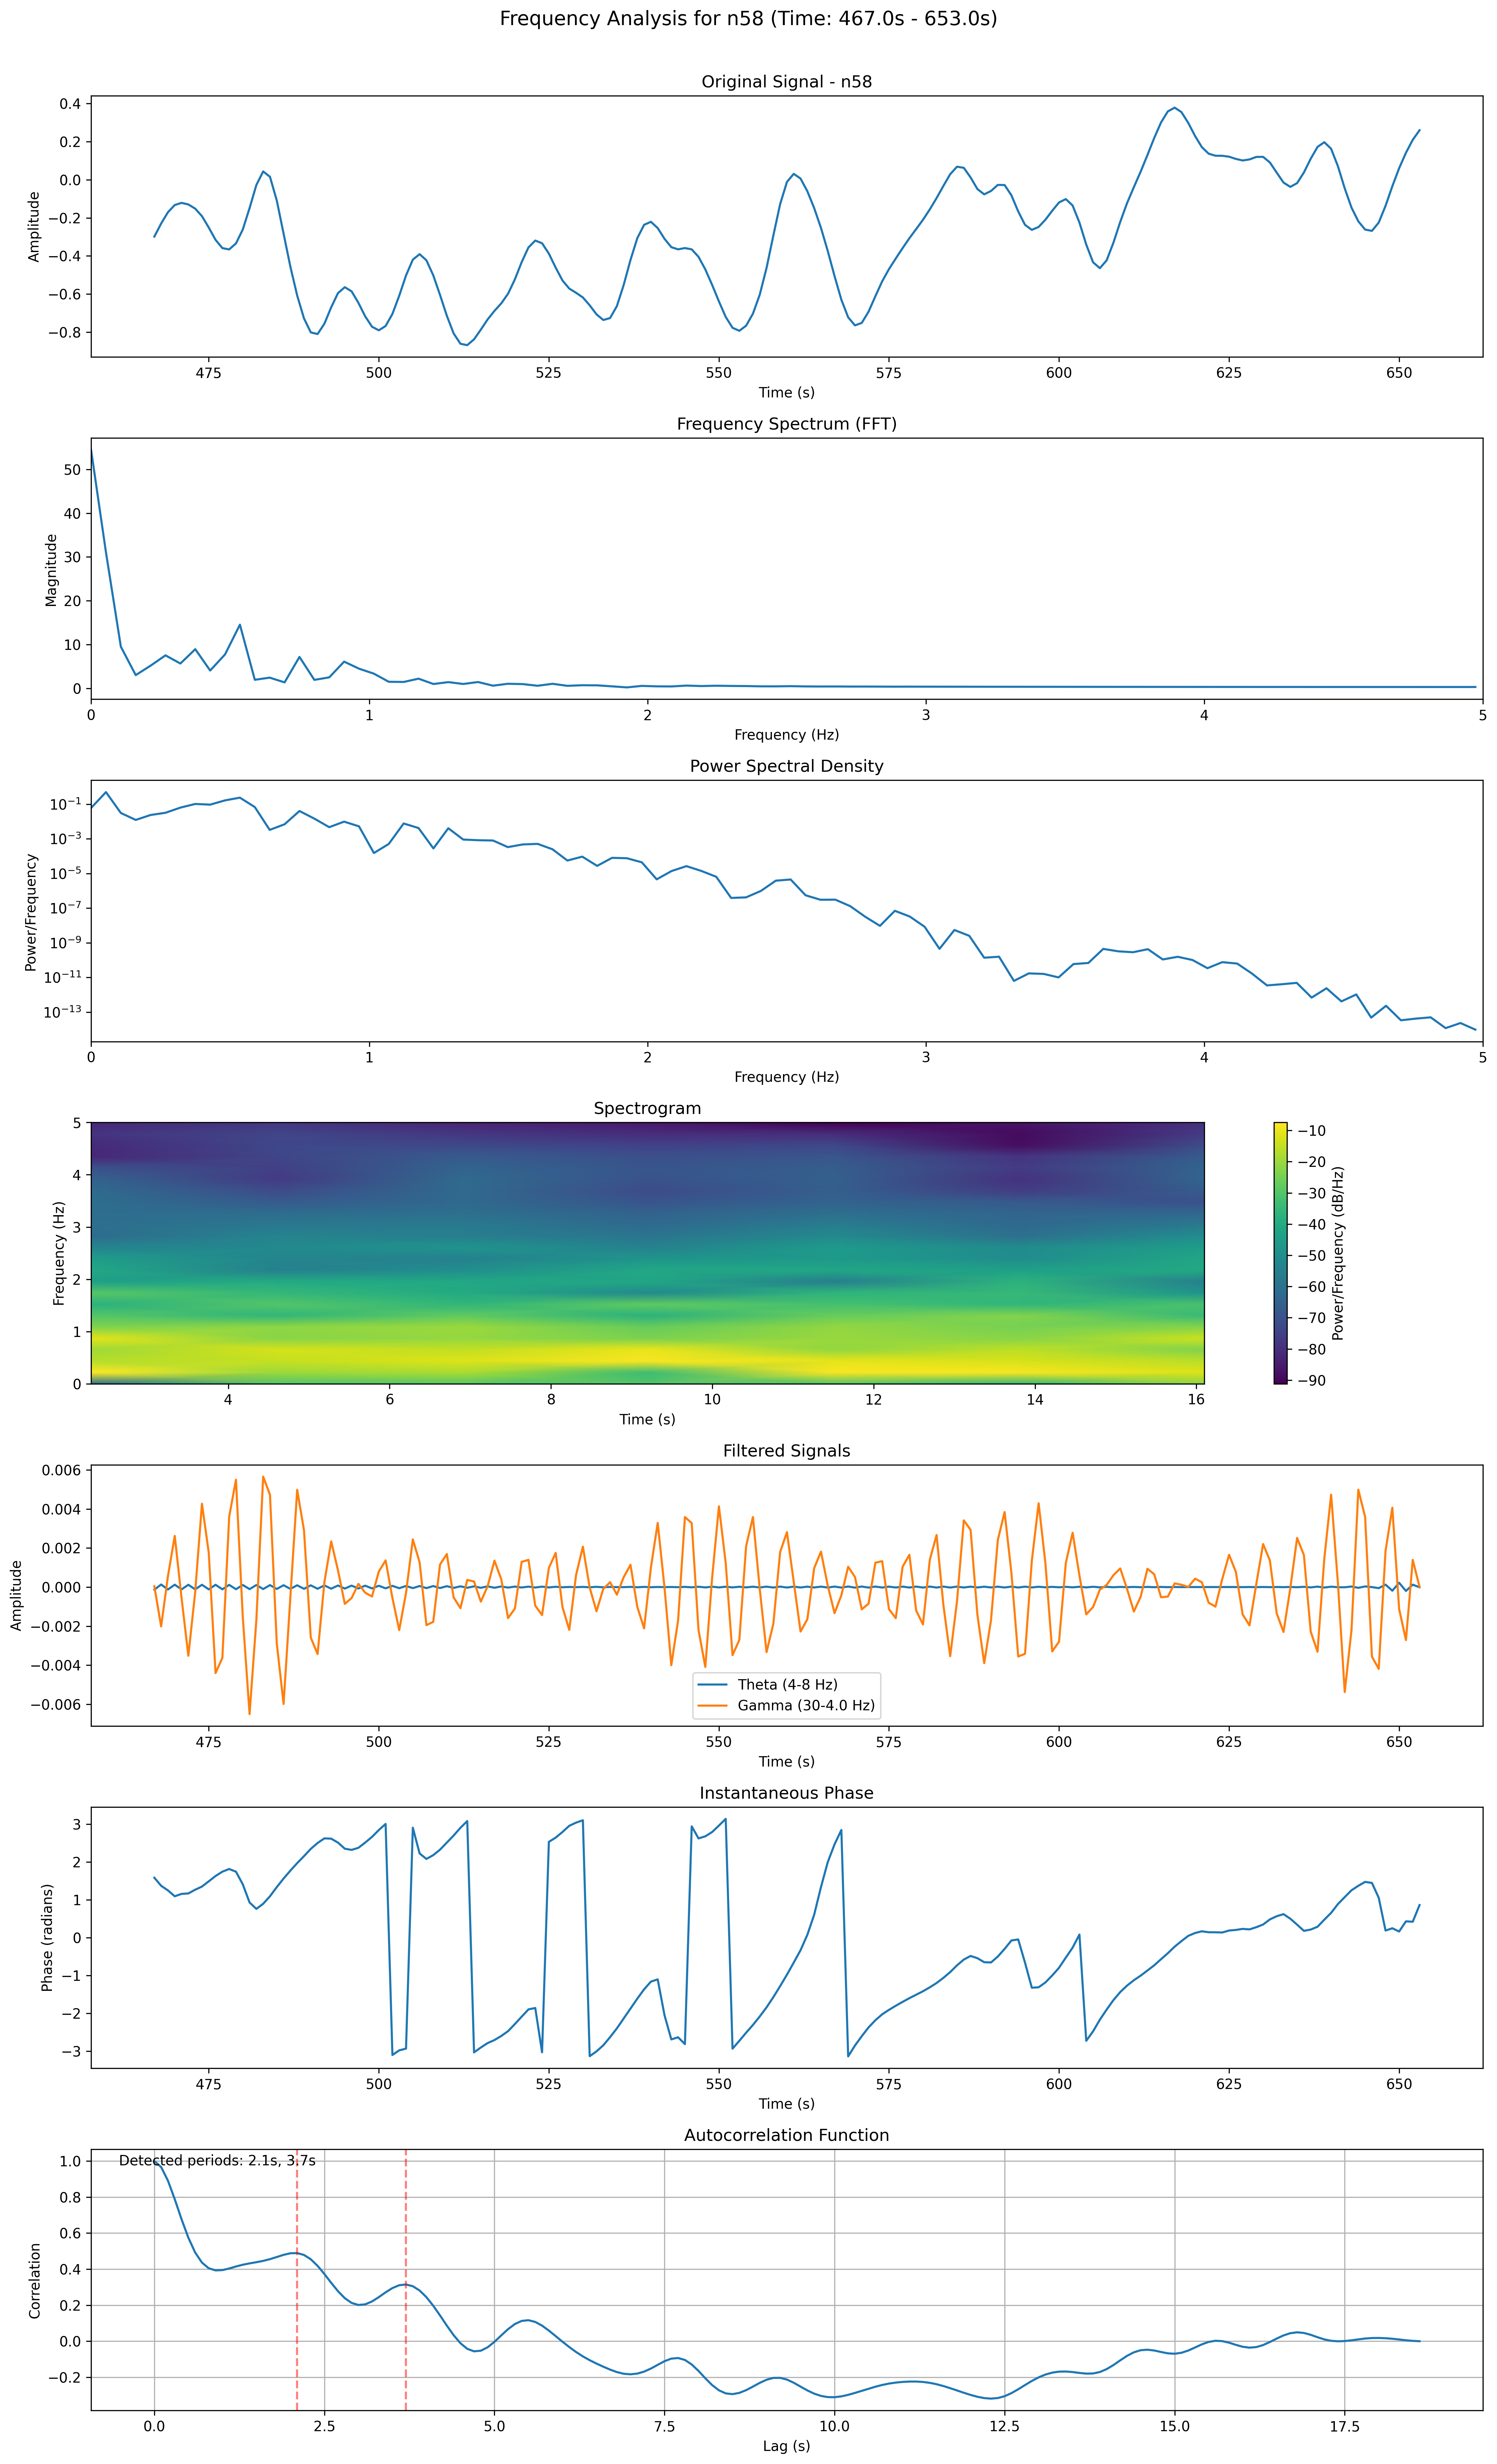 Frequency Analysis for n58 (Time: 467.0s - 653.0s)
Original Signal - n58
0.4
0.2
0.0
−0.2
−0.4
−0.6
−0.8
Amplitude
475 500 525 550 575 600 625 650
Time (s)
Frequency Spectrum (FFT)
50
40
30
20
10
0
Magnitude
0 1 2 3 4 5
Frequency (Hz)
Power Spectral Density
10⁻¹
10⁻³
10⁻⁵
10⁻⁷
10⁻⁹
10⁻¹¹
10⁻¹³
Power/Frequency
0 1 2 3 4 5
Frequency (Hz)
Spectrogram
5
4
3
2
1
0
Frequency (Hz)
4 6 8 10 12 14 16
Time (s)
−10
−20
−30
−40
−50
−60
−70
−80
−90
Power/Frequency (dB/Hz)
Filtered Signals
0.006
0.004
0.002
0.000
−0.002
−0.004
−0.006
Amplitude
Theta (4-8 Hz)
Gamma (30-4.0 Hz)
475 500 525 550 575 600 625 650
Time (s)
Instantaneous Phase
3
2
1
0
−1
−2
−3
Phase (radians)
475 500 525 550 575 600 625 650
Time (s)
Autocorrelation Function
Detected periods: 2.1s, 3.7s
1.0
0.8
0.6
0.4
0.2
0.0
−0.2
Correlation
0.0 2.5 5.0 7.5 10.0 12.5 15.0 17.5
Lag (s)